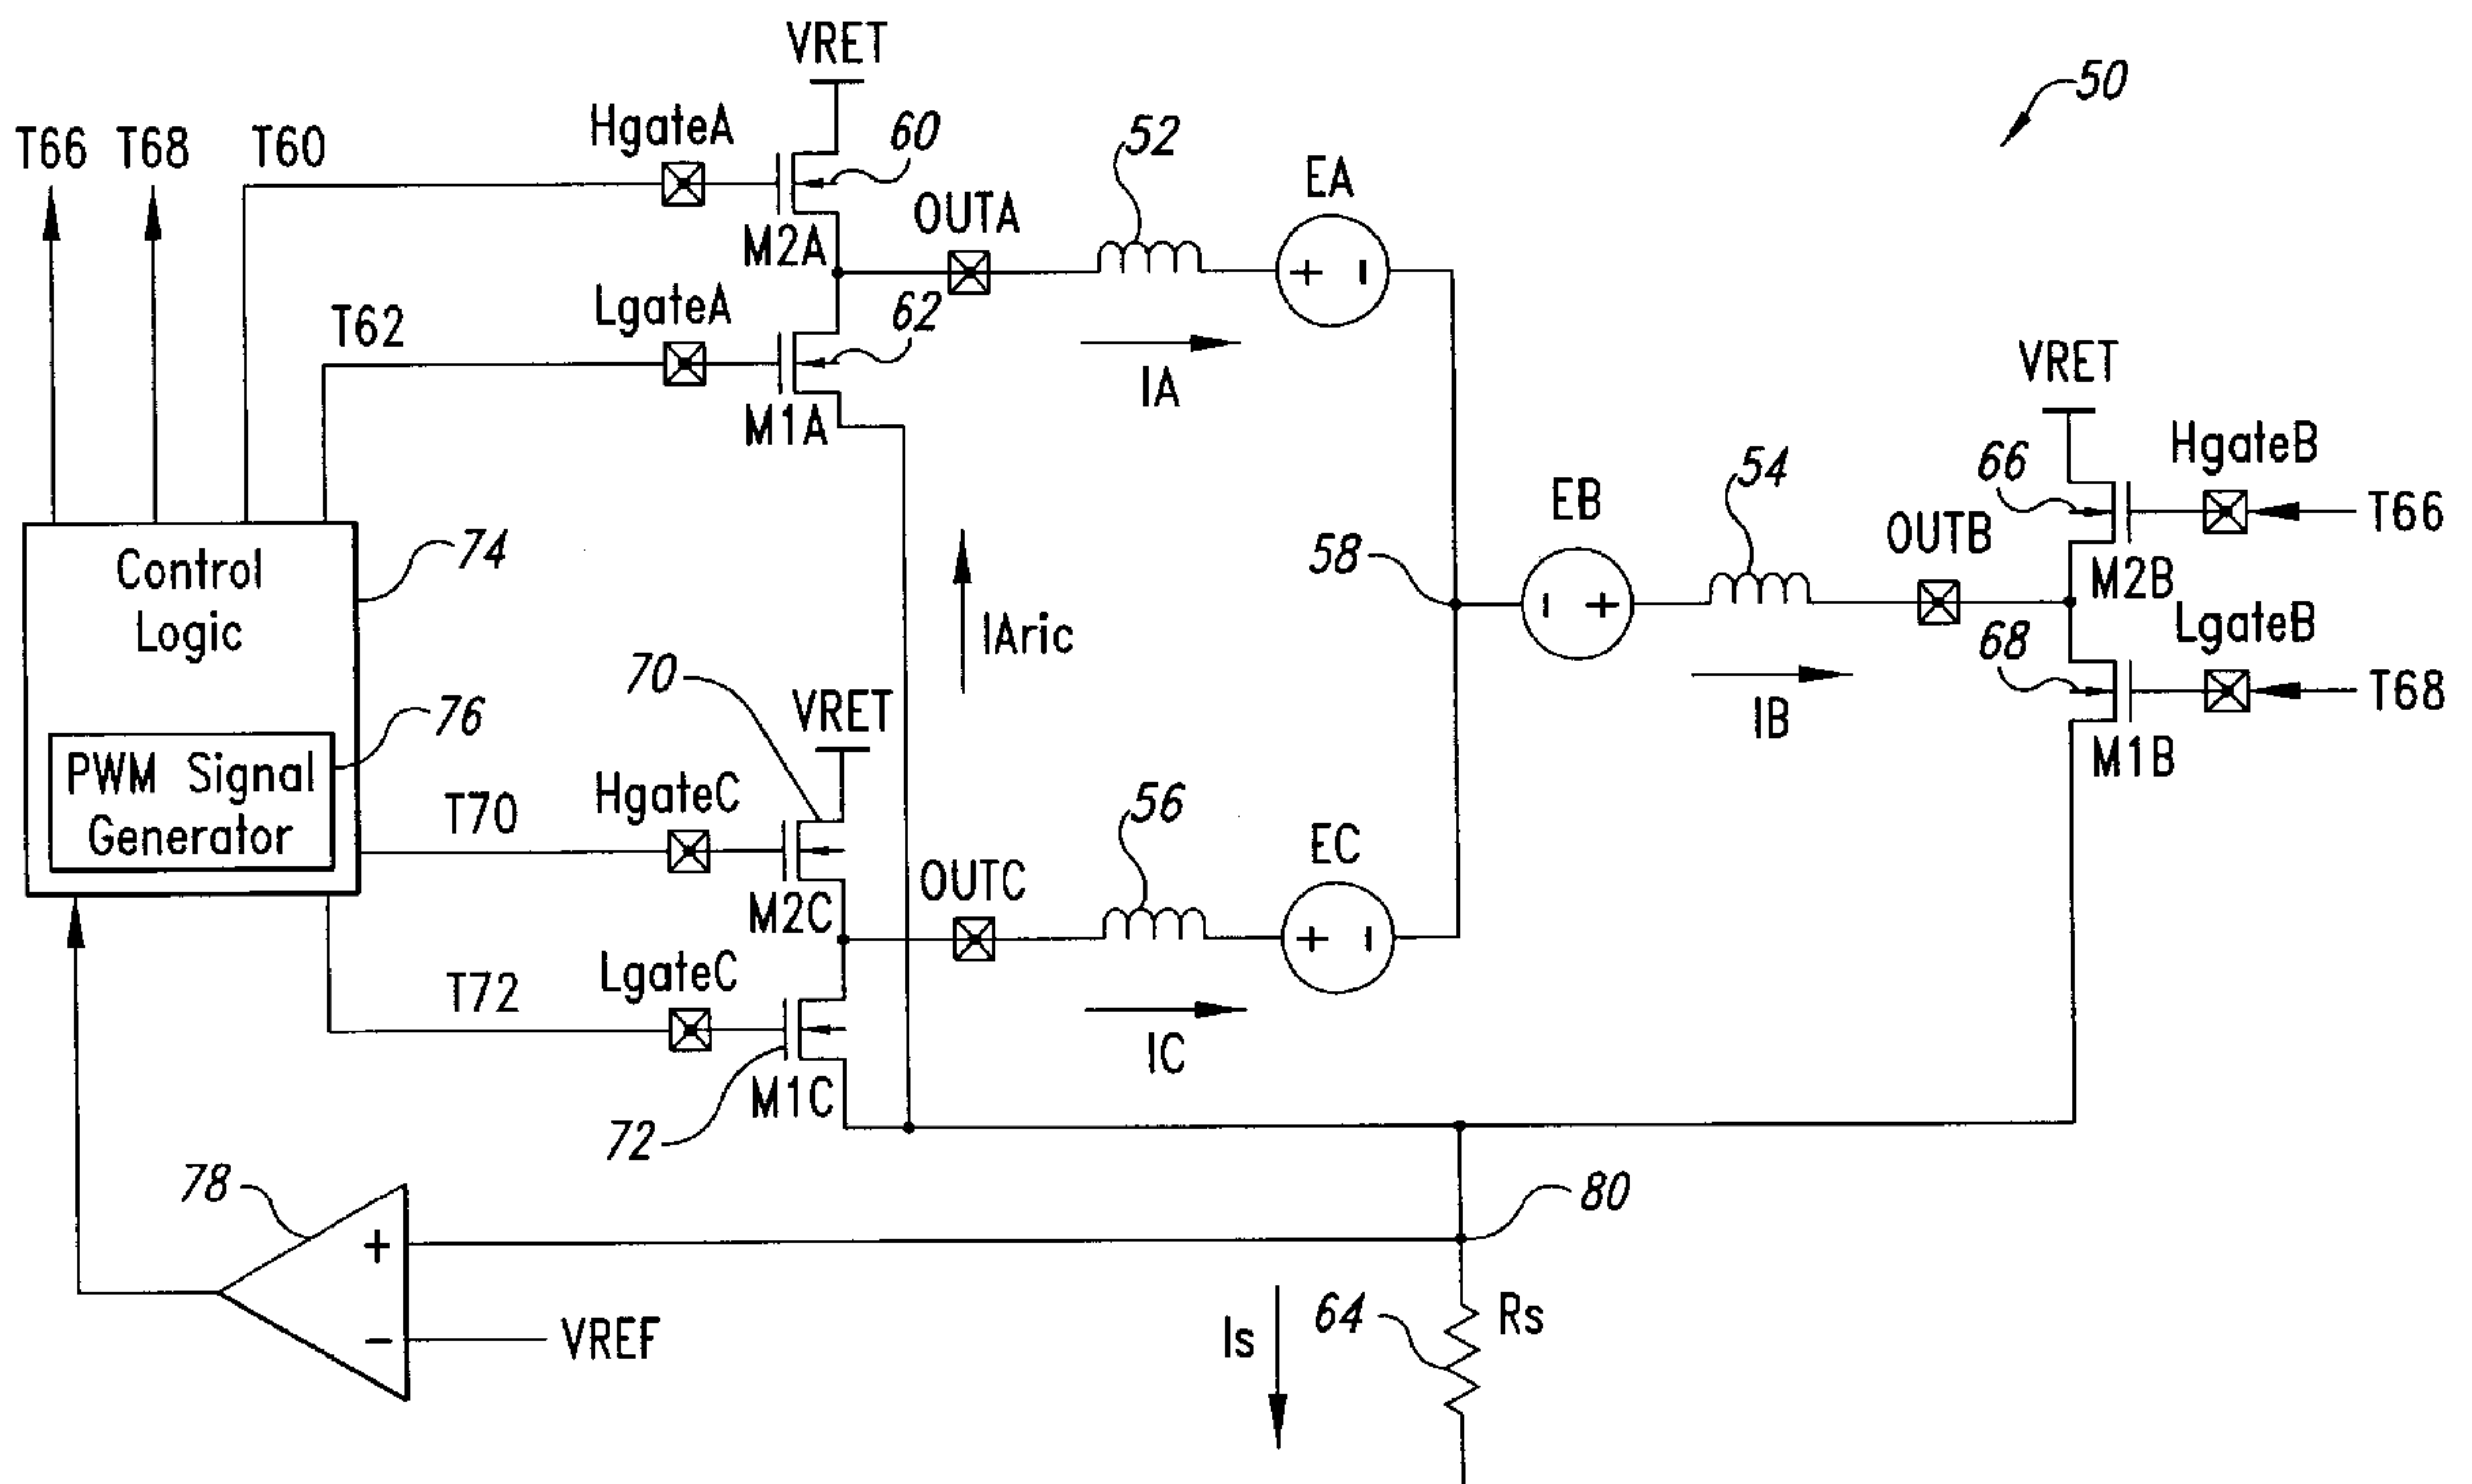 VRET
50
T66
T68
T60
HgateA
60
52
EA
OUTA
M2A
T62
LgateA
62
IA
M1A
VRET
HgateB
66
54
EB
OUTB
T66
58
M2B
Control
Logic
74
LgateB
68
T68
IAric
70
VRET
IB
M1B
76
PWM Signal
Generator
T70
HgateC
56
EC
OUTC
M2C
T72
LgateC
IC
M1C
72
78
80
+
-
VREF
Is
64
Rs
+ -
- +
+ -